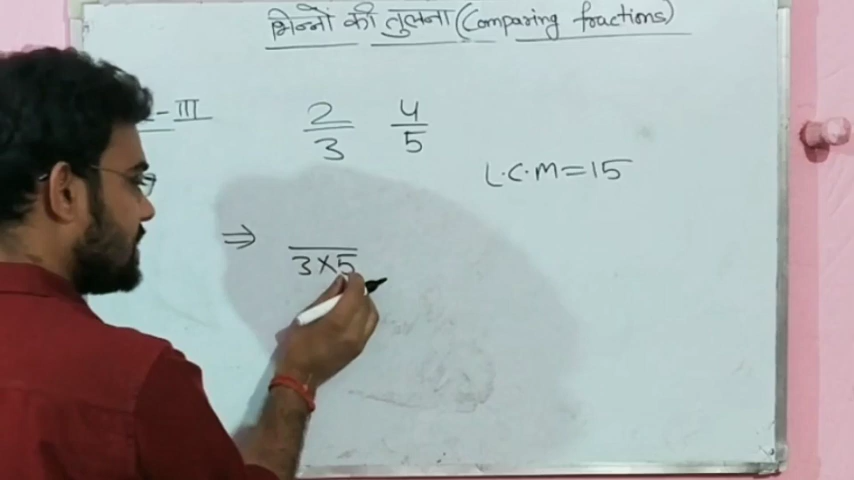 भिन्नों की तुलना (Comparing fractions)
- III
2/3 4/5
L.C.M = 15
⇒ 3×5